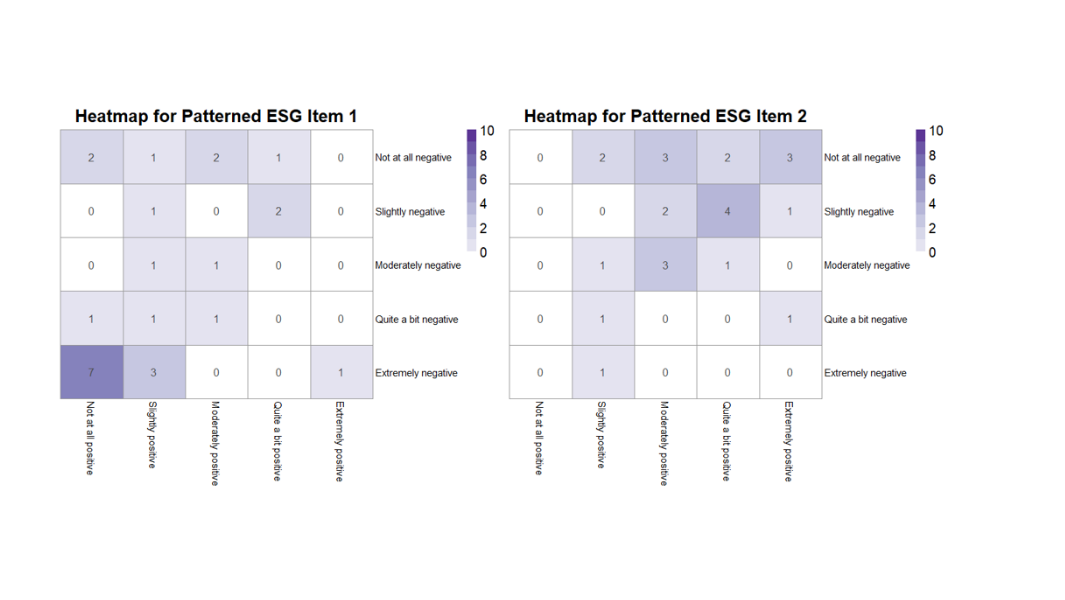 Heatmap for Patterned ESG Item 1
2 1 2 1 0 Not at all negative
0 1 0 2 0 Slightly negative
0 1 1 0 0 Moderately negative
1 1 1 0 0 Quite a bit negative
7 3 0 0 1 Extremely negative
Not at all positive
Slightly positive
Moderately positive
Quite a bit positive
Extremely positive
10
8
6
4
2
0
Heatmap for Patterned ESG Item 2
0 2 3 2 3 Not at all negative
0 0 2 4 1 Slightly negative
0 1 3 1 0 Moderately negative
0 1 0 0 1 Quite a bit negative
0 1 0 0 0 Extremely negative
Not at all positive
Slightly positive
Moderately positive
Quite a bit positive
Extremely positive
10
8
6
4
2
0